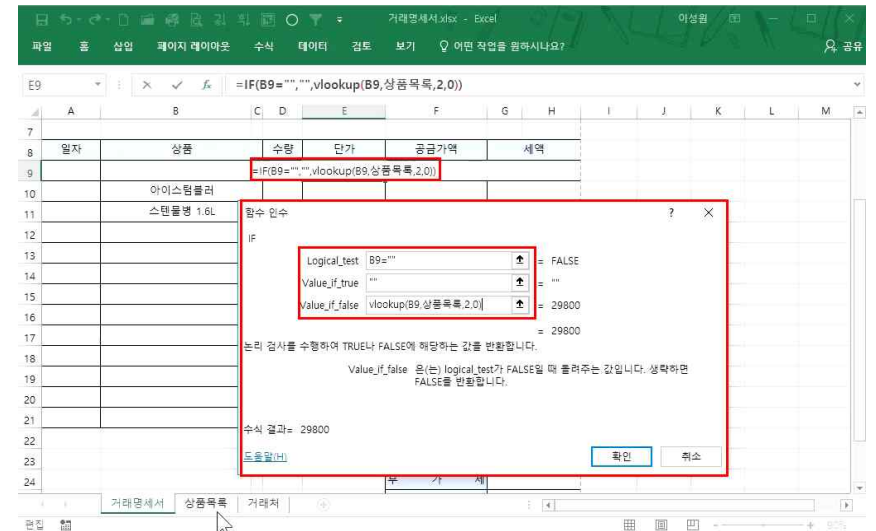 거래명세서.xlsx - Excel 이성원
파일 홈 삽입 페이지 레이아웃 수식 데이터 검토 보기 어떤 작업을 원하시나요? 공유
E9 fx =IF(B9="","",vlookup(B9,상품목록,2,0))
A B C D E F G H I J K L M
7
8 일자 상품 수량 단가 공급가액 세액
9 =IF(B9="","",vlookup(B9,상품목록,2,0))
10 아이스텀블러
11 스텐물병 1.6L 함수 인수 ?
12 IF
13 Logical_test B9="" = FALSE
14 Value_if_true "" = ""
15 Value_if_false vlookup(B9,상품목록,2,0) = 29800
16
= 29800
17 논리 검사를 수행하여 TRUE나 FALSE에 해당하는 값을 반환합니다.
18 Value_if_false 은(는) logical_test가 FALSE일 때 돌려주는 값입니다. 생략하면
19 FALSE를 반환합니다.
20
21 수식 결과= 29800
22
23 도움말(H) 확인 취소
24 부 가 세
거래명세서 상품목록 거래처
편집 90%